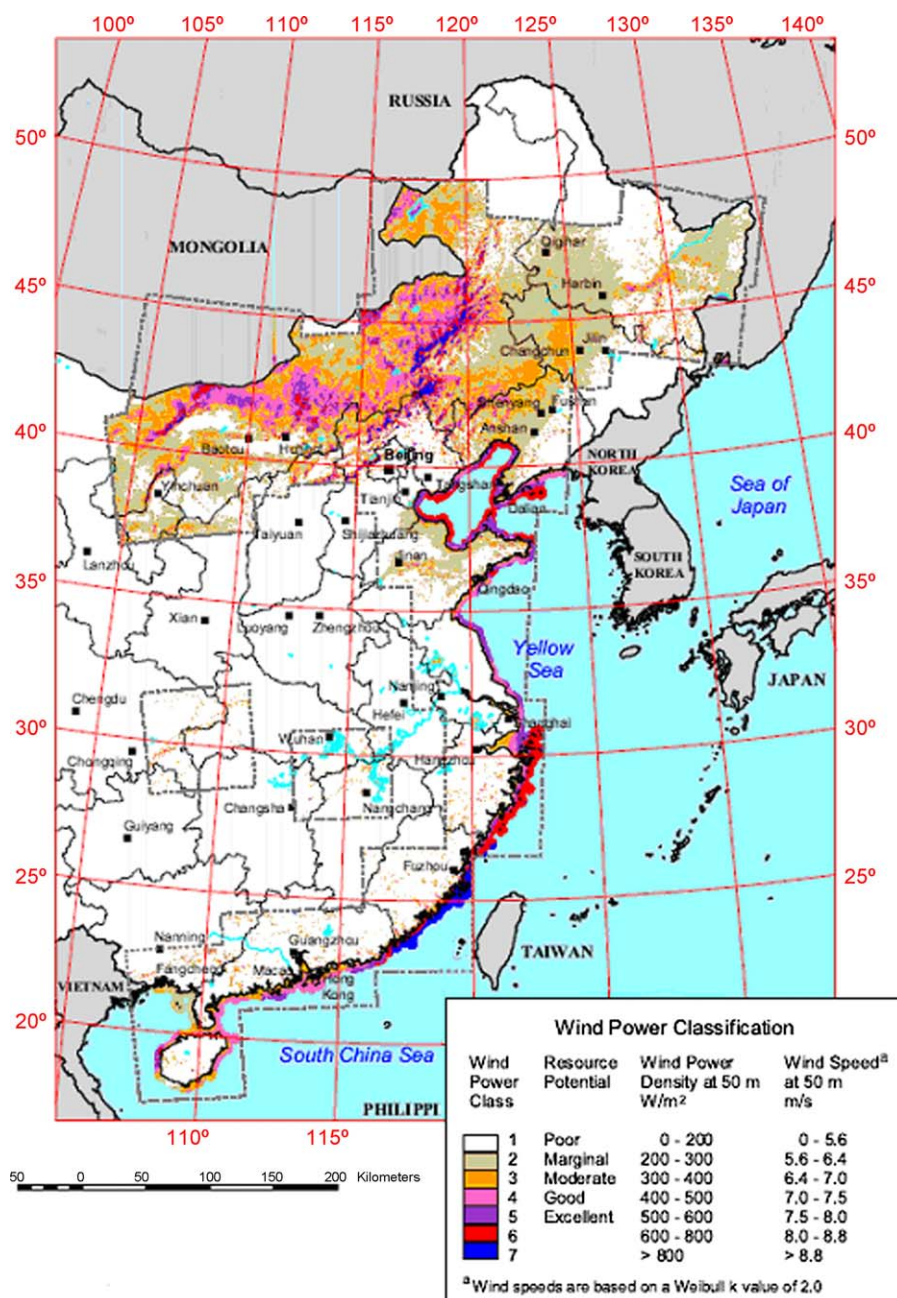 100º 105º 110º 115º 120º 125º 130º 135º 140º
RUSSIA
50º 50º
MONGOLIA
Qiqihar
45º 45º
Harbin
Jilin
Changchun
Shenyang Fushun
40º Anshan 40º
Baotou Huhhot
Beijing
NORTH
KOREA
Yinchuan
Tangshan
Tianjin
Dalian
Sea of
Japan
Taiyuan
Shijiazhuang
Jinan
SOUTH
KOREA
Lanzhou
35º 35º
Qingdao
Xian Luoyang Zhengzhou
Yellow
Sea
JAPAN
Nanjing
Chengdu
Hefei
30º Shanghai 30º
Wuhan
Chongqing
Hangzhou
Changsha
Nangchang
Guiyang
25º Fuzhou 25º
Nanning
Guangzhou
TAIWAN
Fangcheng
Macao
Hong
Kong
VIETNAM
20º
South China Sea
PHILIPPI
110º 115º
50 0 50 100 150 200 Kilometers
Wind Power Classification
Wind Resource Wind Power Wind Speedª
Power Potential Density at 50 m at 50 m
Class W/m² m/s
1 Poor 0 - 200 0 - 5.6
2 Marginal 200 - 300 5.6 - 6.4
3 Moderate 300 - 400 6.4 - 7.0
4 Good 400 - 500 7.0 - 7.5
5 Excellent 500 - 600 7.5 - 8.0
6 600 - 800 8.0 - 8.8
7 > 800 > 8.8
ª Wind speeds are based on a Weibull k value of 2.0